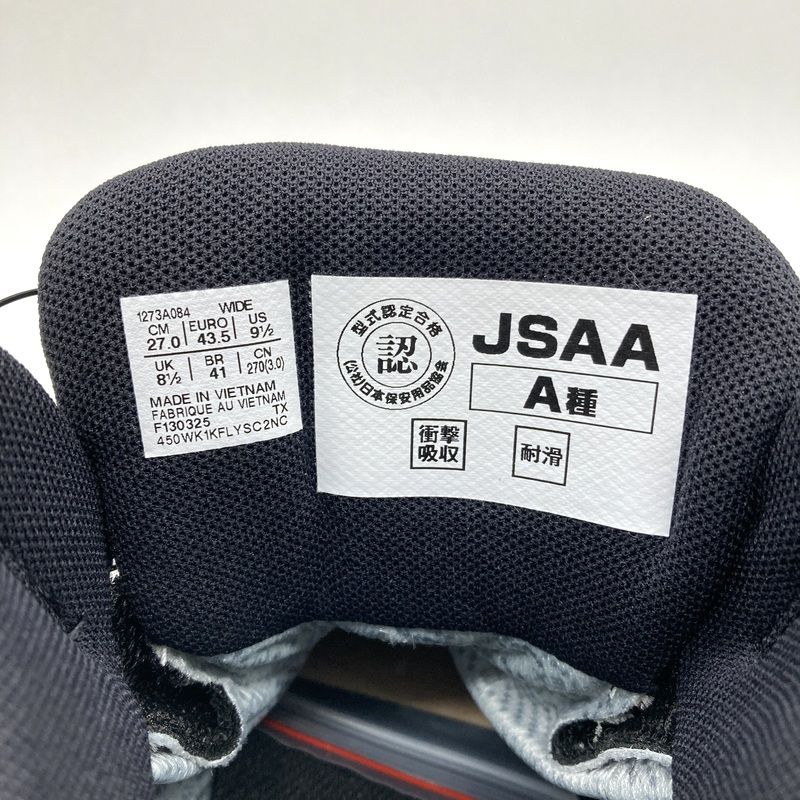 1273A084 WIDE
CM EURO US
27.0 43.5 9½
UK BR CN
8½ 41 270(3.0)
MADE IN VIETNAM
FABRIQUE AU VIETNAM
F130325 TX
450WK1KFLYSC2NC
型式認定合格
認
(公社)日本保安用品協会
JSAA
A種
衝撃
吸収
耐滑